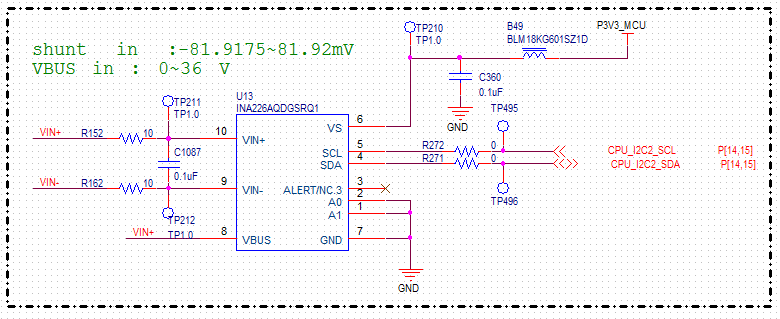 shunt in :-81.9175~81.92mV
VBUS in : 0~36 V
TP210
TP1.0
B49
BLM18KG601SZ1D
P3V3_MCU
C360
0.1uF
GND
TP211
TP1.0
U13
INA226AQDGSRQ1
VIN+
R152
10
10
VIN+
VS
6
C1087
0.1uF
SCL
5
R272
0
TP495
CPU_I2C2_SCL
P[14,15]
SDA
4
R271
0
CPU_I2C2_SDA
P[14,15]
TP496
VIN-
R162
10
9
VIN-
ALERT/NC.3
3
A0
2
A1
1
TP212
TP1.0
VIN+
8
VBUS
GND
7
GND